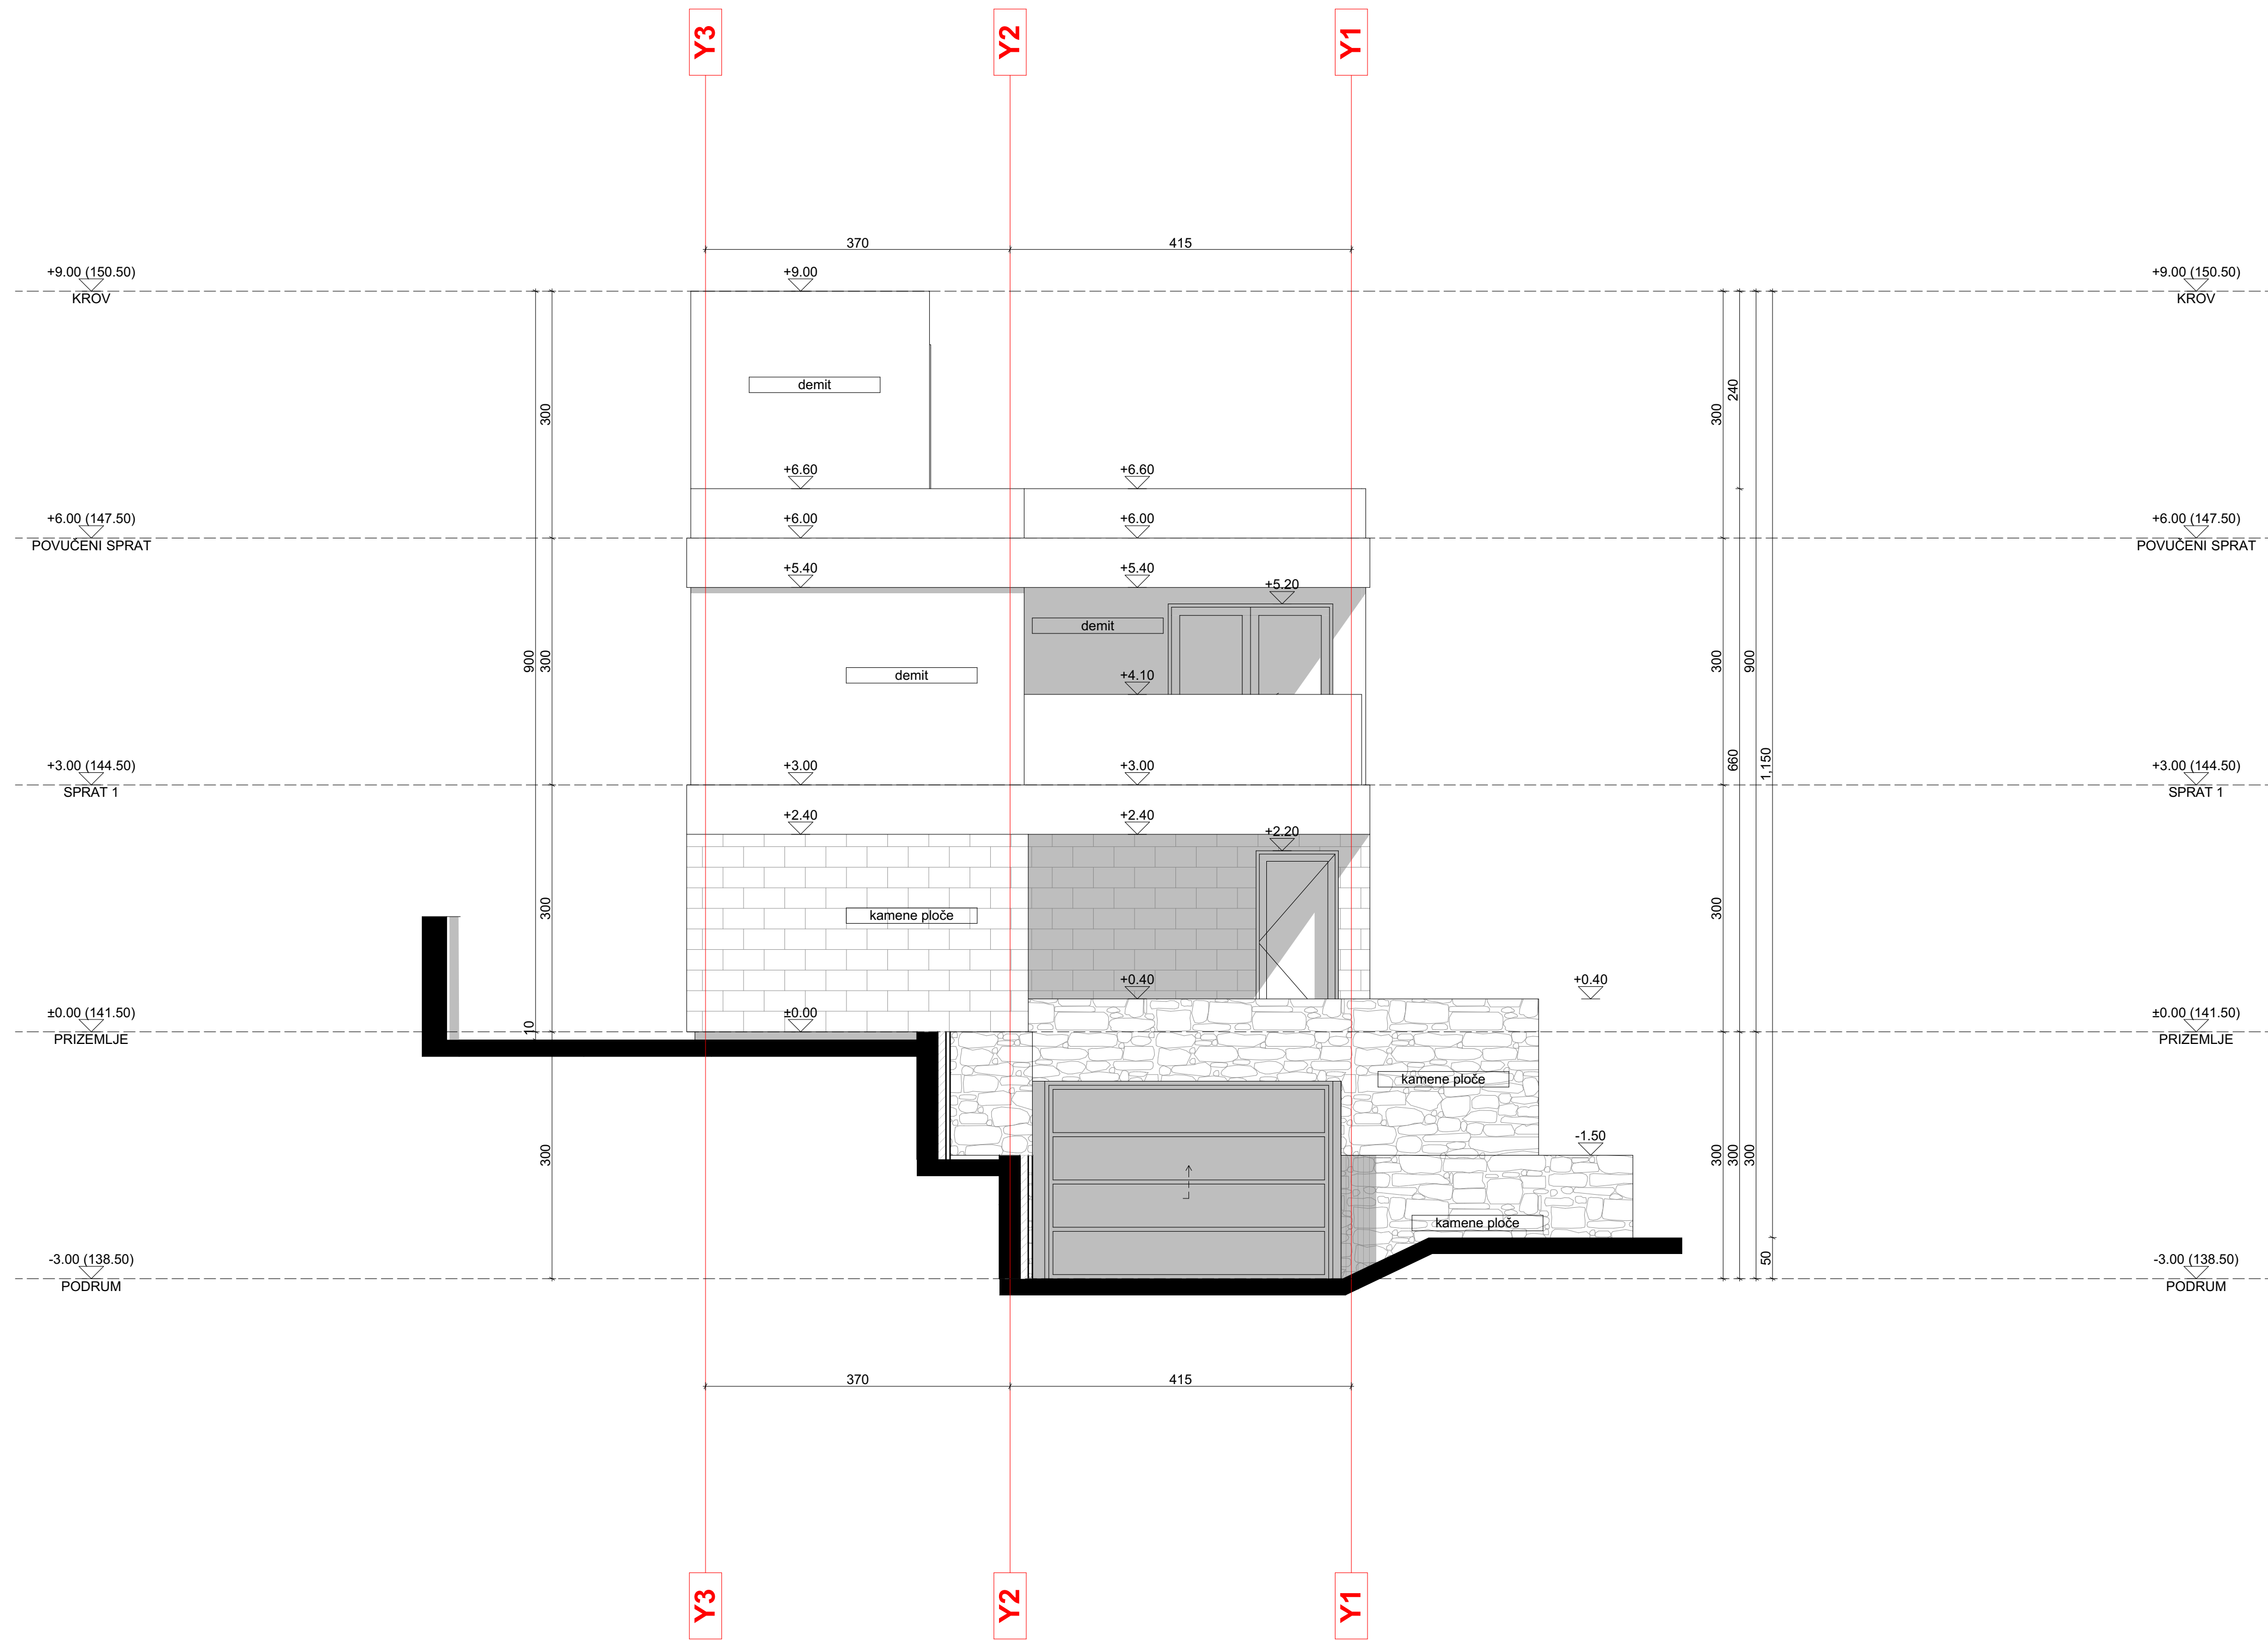 Y3
Y2
Y1
370
415
+9.00 (150.50)
KROV
+9.00
+9.00 (150.50)
KROV
demit
300
300
240
+6.60
+6.60
+6.00 (147.50)
POVUČENI SPRAT
+6.00
+6.00
+6.00 (147.50)
POVUČENI SPRAT
+5.40
+5.40
+5.20
demit
demit
+4.10
900
300
300
900
660
1,150
+3.00 (144.50)
SPRAT 1
+3.00
+3.00
+3.00 (144.50)
SPRAT 1
+2.40
+2.40
+2.20
kamene ploče
300
300
+0.40
+0.40
±0.00 (141.50)
PRIZEMLJE
10
±0.00
±0.00 (141.50)
PRIZEMLJE
kamene ploče
-1.50
300
300
300
300
kamene ploče
50
-3.00 (138.50)
PODRUM
-3.00 (138.50)
PODRUM
370
415
Y3
Y2
Y1